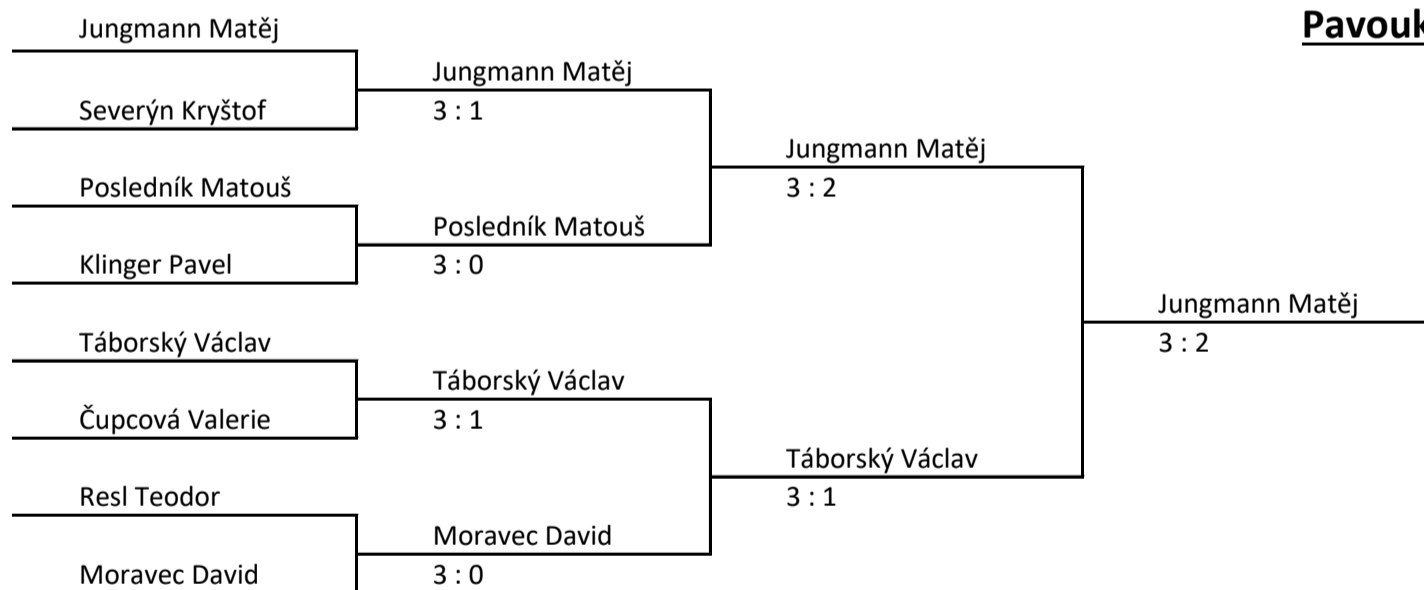 Pavouk
Jungmann Matěj
Severýn Kryštof
Posledník Matouš
Klinger Pavel
Táborský Václav
Čupcová Valerie
Resl Teodor
Moravec David
Jungmann Matěj
3 : 1
Posledník Matouš
3 : 0
Táborský Václav
3 : 1
Moravec David
3 : 0
Jungmann Matěj
3 : 2
Táborský Václav
3 : 1
Jungmann Matěj
3 : 2